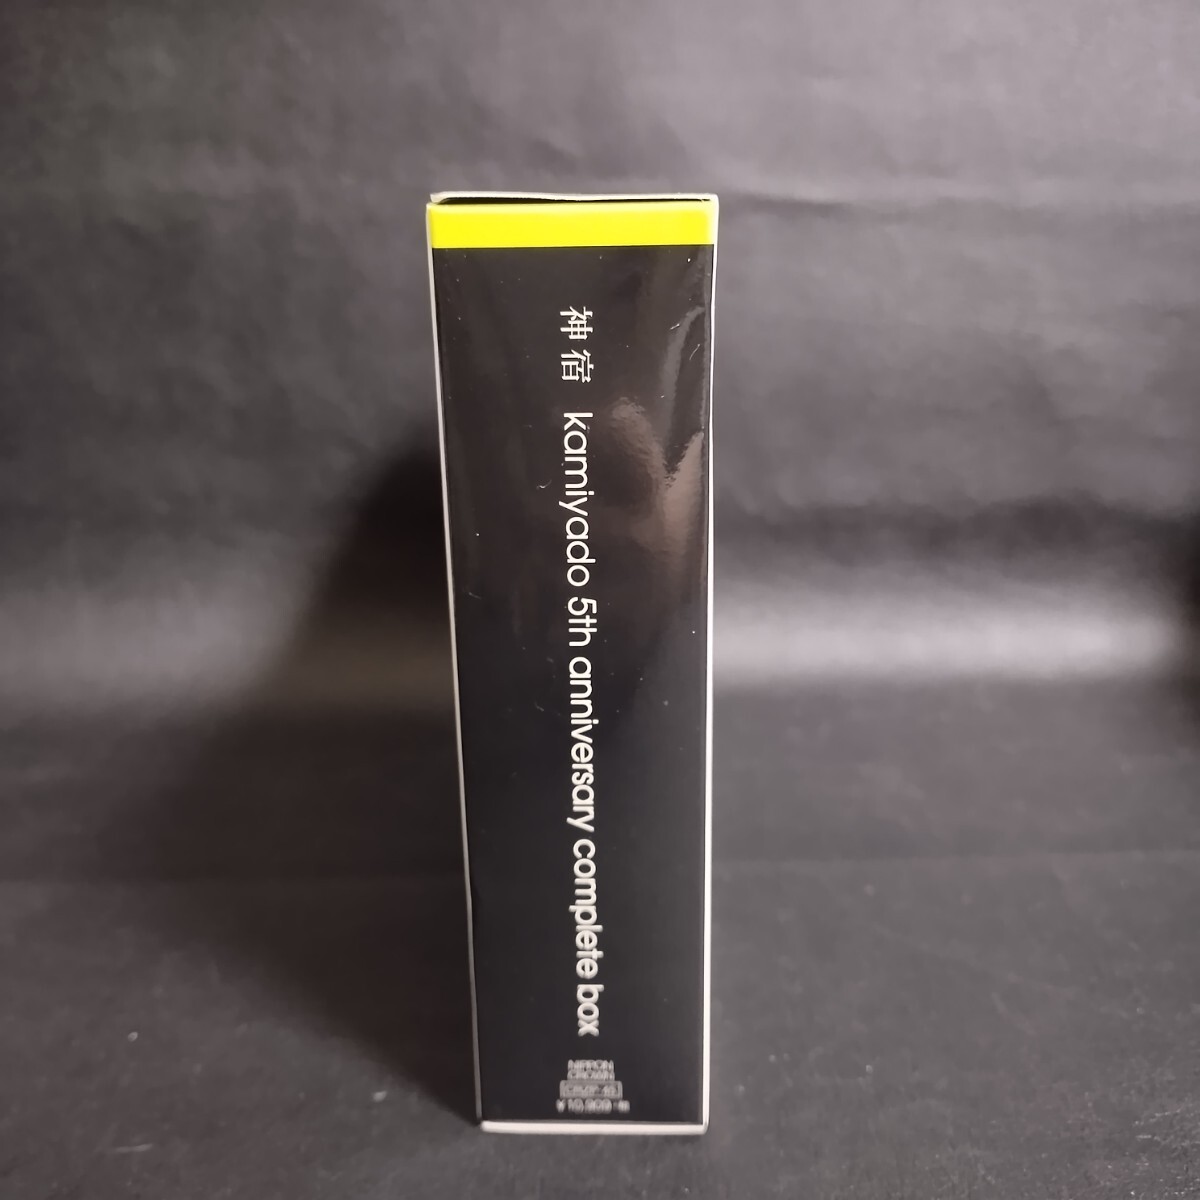 神宿 kamiyado 5th anniversary complete box
NIPPON
CROWN